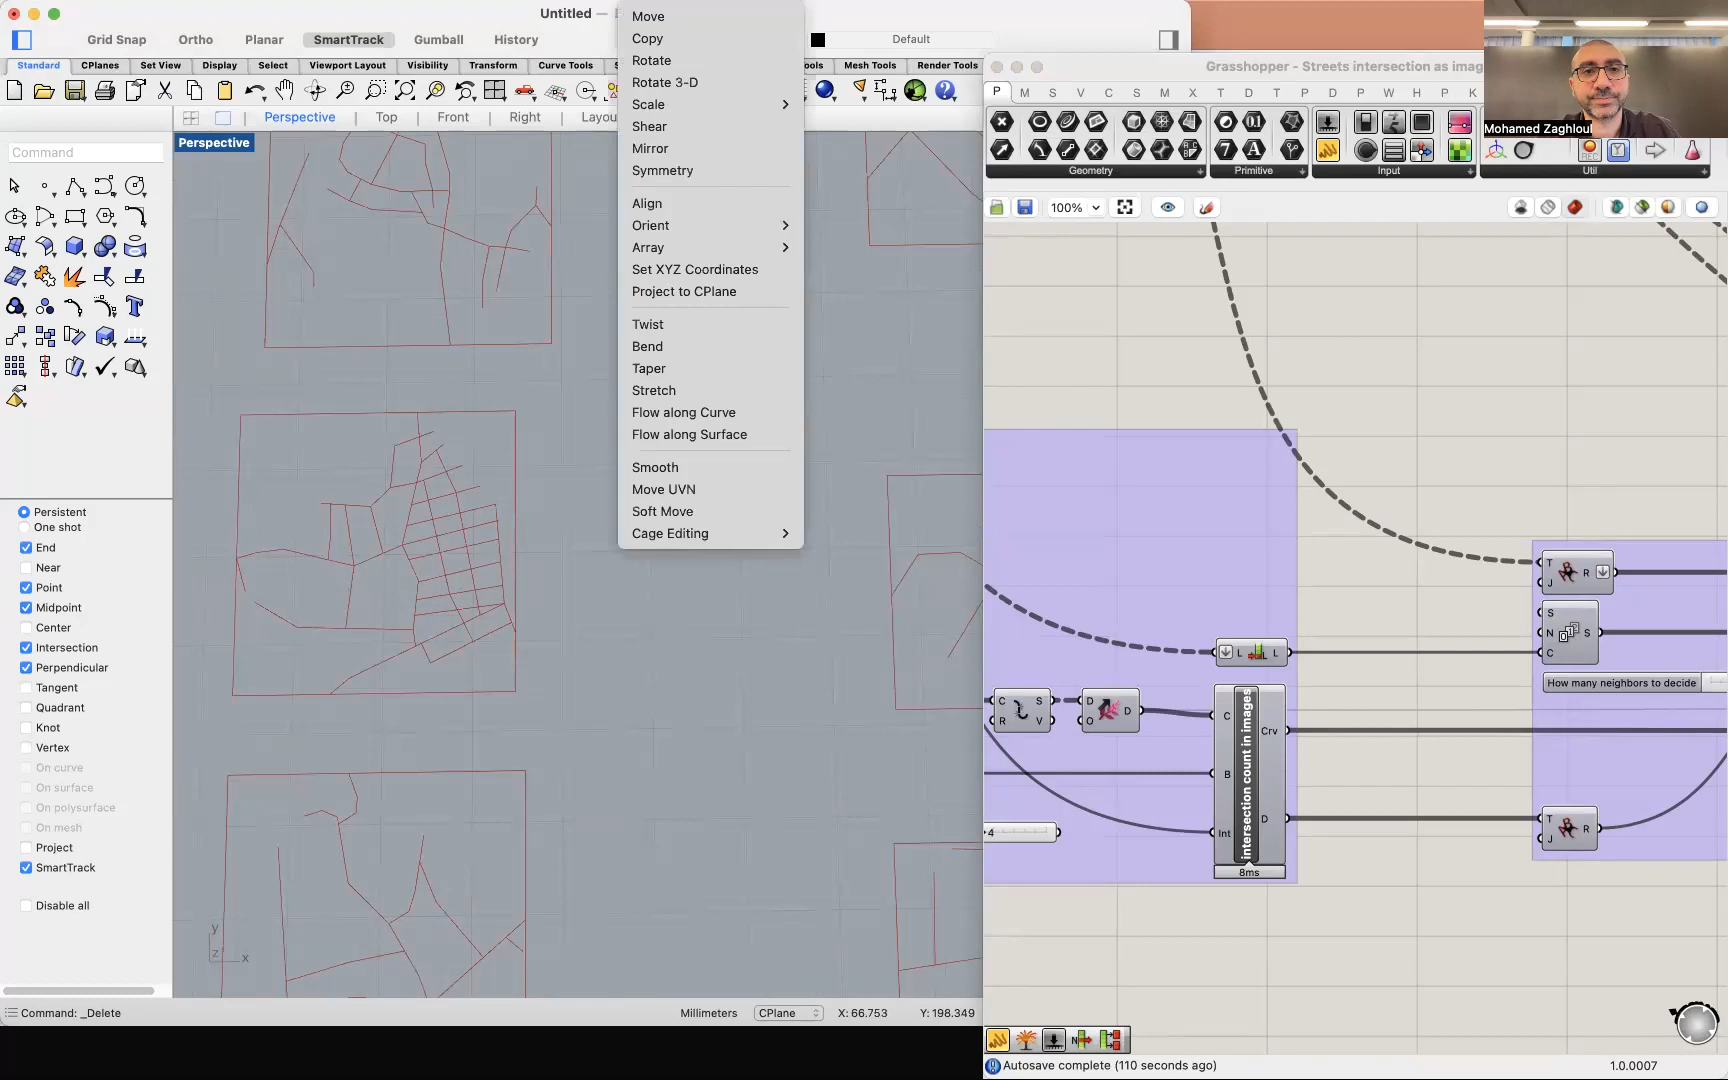 Untitled —
Grid Snap Ortho Planar SmartTrack Gumball History
Default
Standard CPlanes Set View Display Select Viewport Layout Visibility Transform Curve Tools
Mesh Tools Render Tools
Perspective Top Front Right
Command
Perspective
Persistent
One shot
End
Near
Point
Midpoint
Center
Intersection
Perpendicular
Tangent
Quadrant
Knot
Vertex
On curve
On surface
On polysurface
On mesh
Project
SmartTrack
Disable all
y
z x
Command: _Delete
Millimeters CPlane X: 66.753 Y: 198.349
Move
Copy
Rotate
Rotate 3-D
Scale
Shear
Mirror
Symmetry
Align
Orient
Array
Set XYZ Coordinates
Project to CPlane
Twist
Bend
Taper
Stretch
Flow along Curve
Flow along Surface
Smooth
Move UVN
Soft Move
Cage Editing
Grasshopper - Streets intersection as imag
P M S V C S M X T D T P D P W H P K
Mohamed Zaghloul
Geometry Primitive Input Util
100%
T R
J
S
N S
C
How many neighbors to decide
L L
C S
R V
D D
O
C
Crv
B
D
Int
intersection count in images
8ms
4
T R
J
Autosave complete (110 seconds ago)
1.0.0007